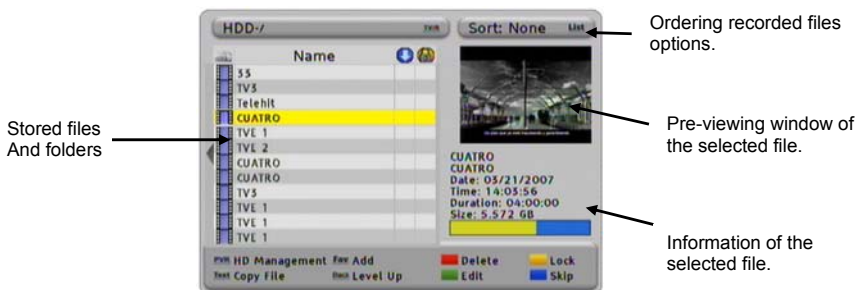 HDD-/ PVR
Sort: None List
Ordering recorded files
options.
Name
33
TV3
Telehit
CUATRO
TVE 1
TVE 2
CUATRO
CUATRO
TV3
TVE 1
TVE 1
TVE 1
Stored files
And folders
Pre-viewing window of
the selected file.
CUATRO
CUATRO
Date: 03/21/2007
Time: 14:03:56
Duration: 04:00:00
Size: 5.572 GB
Information of the
selected file.
PVR HD Management Fav Add
Text Copy File Back Level Up
Delete Lock
Edit Skip